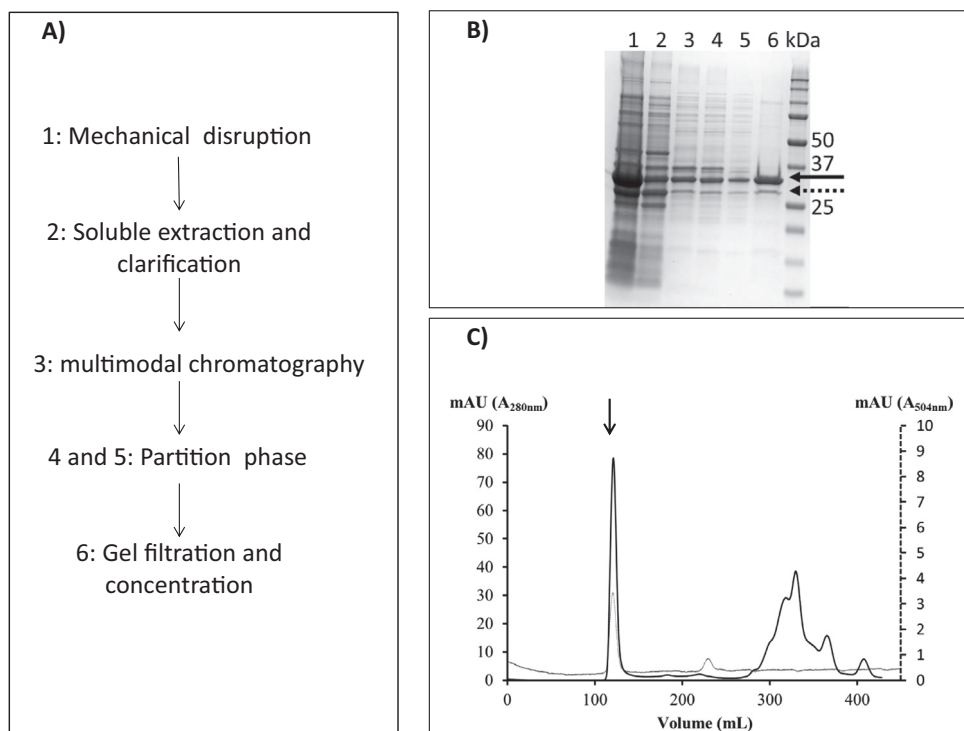 A)
1: Mechanical disruption
2: Soluble extraction and
clarification
3: multimodal chromatography
4 and 5: Partition phase
6: Gel filtration and
concentration
B)
1 2 3 4 5 6 kDa
50
37
25
C)
mAU (A280nm)
mAU (A504nm)
90
80
70
60
50
40
30
20
10
0
10
9
8
7
6
5
4
3
2
1
0
0 100 200 300 400
Volume (mL)